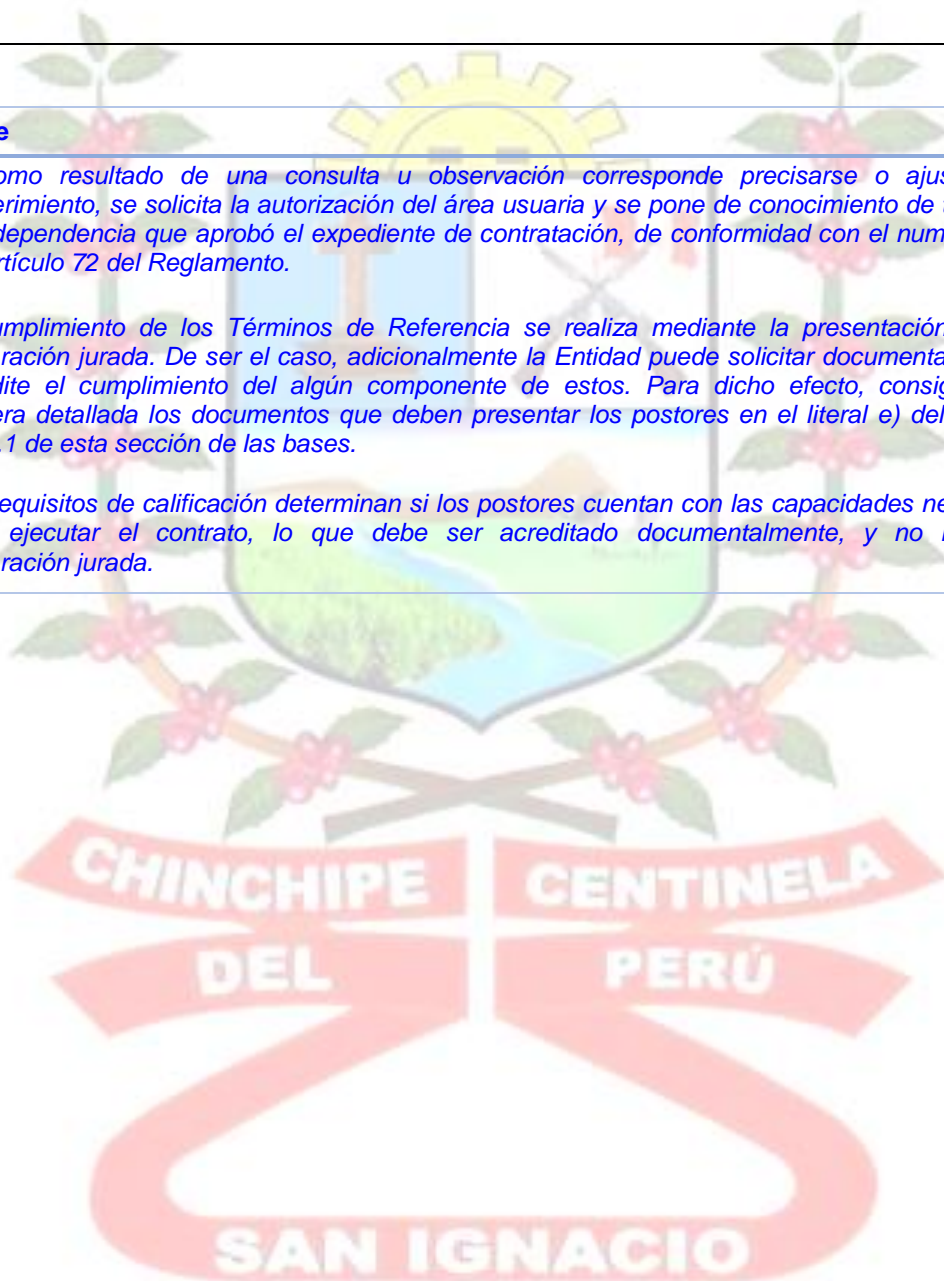 e
omo resultado de una consulta u observación corresponde precisarse o ajus
erimiento, se solicita la autorización del área usuaria y se pone de conocimiento de
dependencia que aprobó el expediente de contratación, de conformidad con el num
rtículo 72 del Reglamento.
umplimiento de los Términos de Referencia se realiza mediante la presentación
aración jurada. De ser el caso, adicionalmente la Entidad puede solicitar documenta
dite el cumplimiento del algún componente de estos. Para dicho efecto, consig
era detallada los documentos que deben presentar los postores en el literal e) del
.1 de esta sección de las bases.
equisitos de calificación determinan si los postores cuentan con las capacidades ne
ejecutar el contrato, lo que debe ser acreditado documentalmente, y no
aración jurada.
CHINCHIPE CENTINELA
DEL PERÚ
SAN IGNACIO